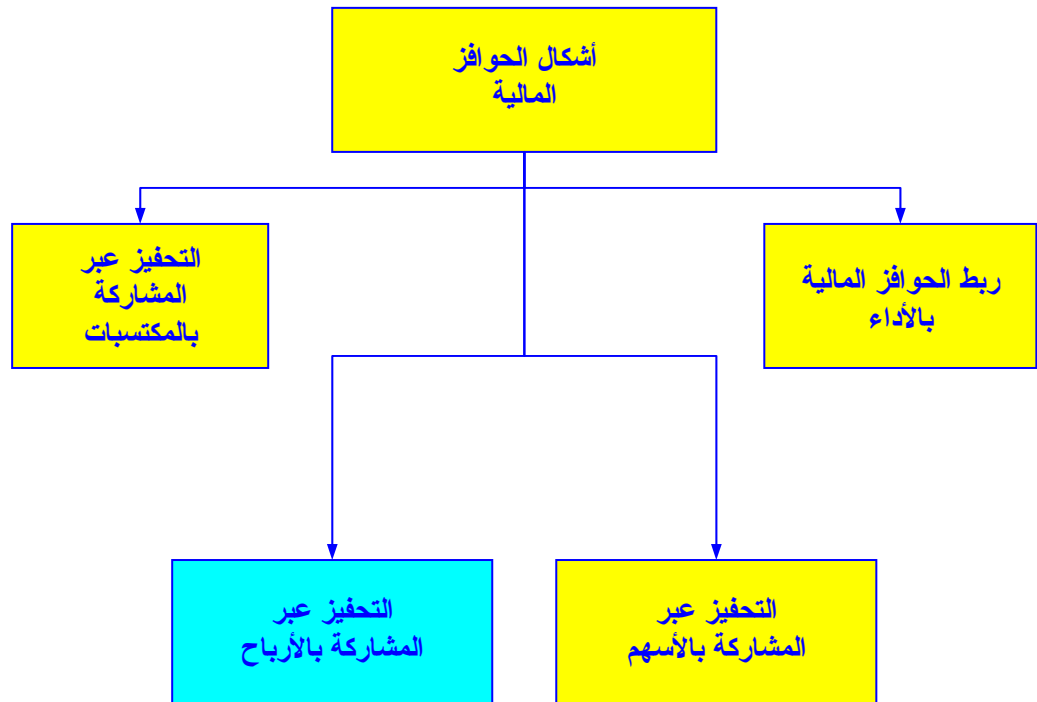 أشكال الحوافز
المالية
ربط الحوافز المالية
بالأداء
التحفيز عبر
المشاركة
بالمكتسبات
التحفيز عبر
المشاركة بالأسهم
التحفيز عبر
المشاركة بالأرباح